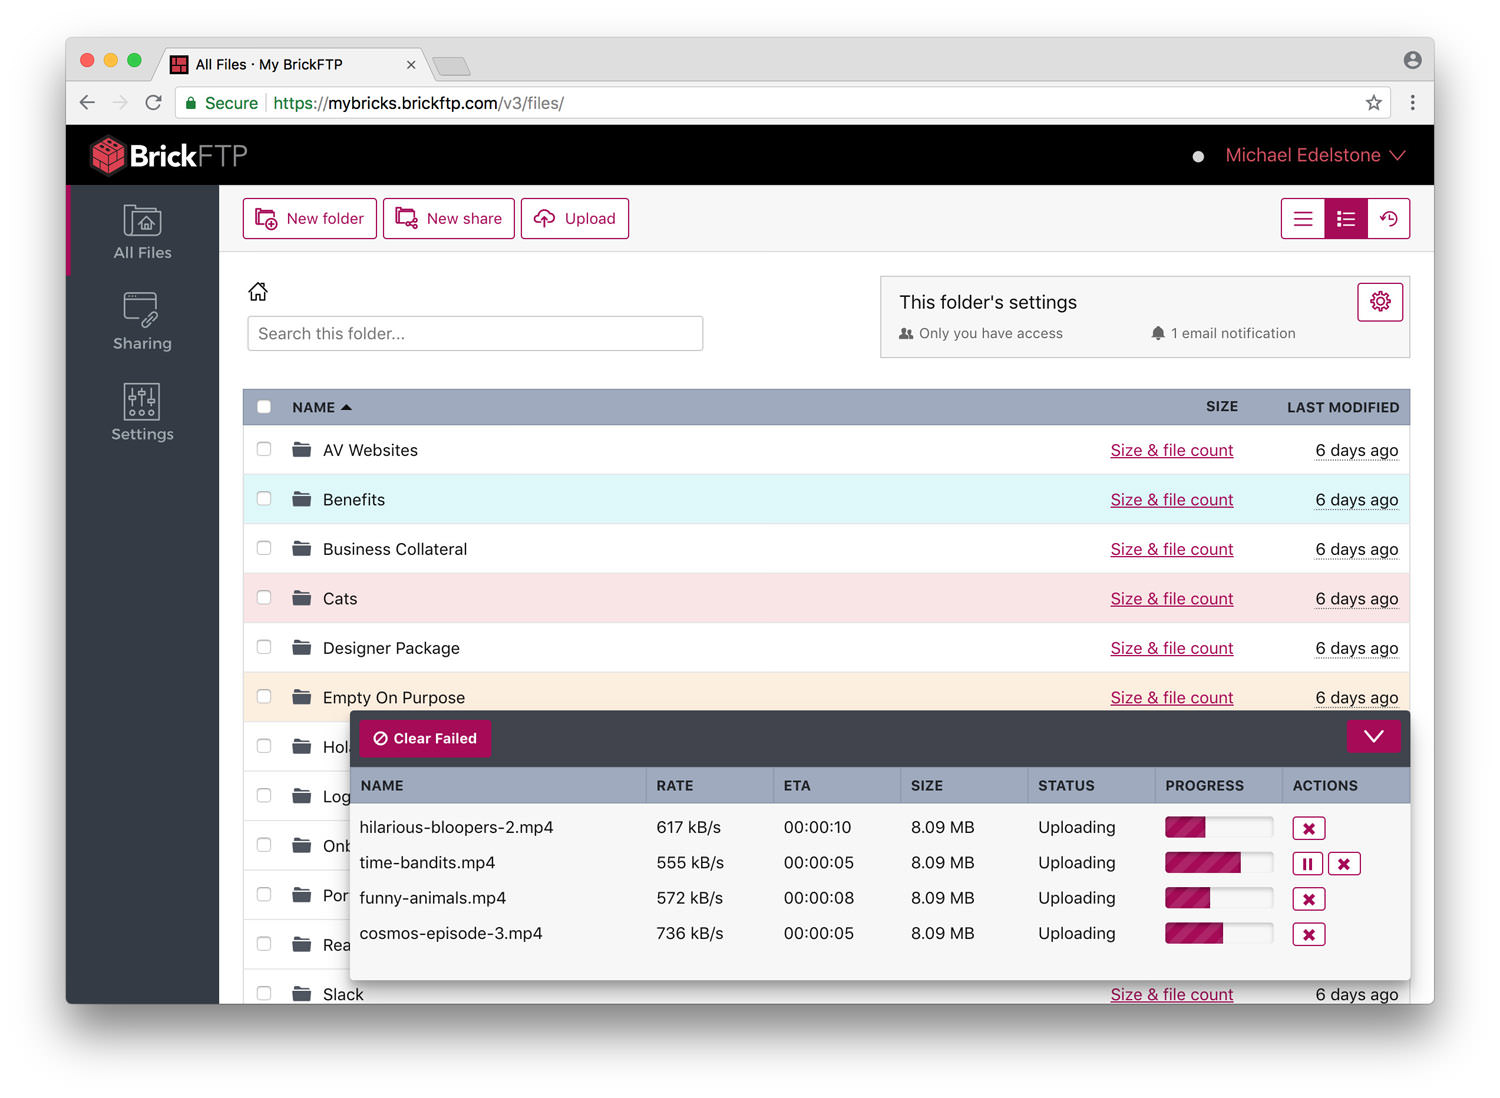 All Files · My BrickFTP
Secure https://mybricks.brickftp.com/v3/files/
BrickFTP
Michael Edelstone
All Files
Sharing
Settings
New folder
New share
Upload
Search this folder...
This folder's settings
Only you have access
1 email notification
NAME SIZE LAST MODIFIED
AV Websites Size & file count 6 days ago
Benefits Size & file count 6 days ago
Business Collateral Size & file count 6 days ago
Cats Size & file count 6 days ago
Designer Package Size & file count 6 days ago
Empty On Purpose Size & file count 6 days ago
Hol
Log
Onb
Por
Rea
Slack Size & file count 6 days ago
Clear Failed
NAME RATE ETA SIZE STATUS PROGRESS ACTIONS
hilarious-bloopers-2.mp4 617 kB/s 00:00:10 8.09 MB Uploading
time-bandits.mp4 555 kB/s 00:00:05 8.09 MB Uploading
funny-animals.mp4 572 kB/s 00:00:08 8.09 MB Uploading
cosmos-episode-3.mp4 736 kB/s 00:00:05 8.09 MB Uploading